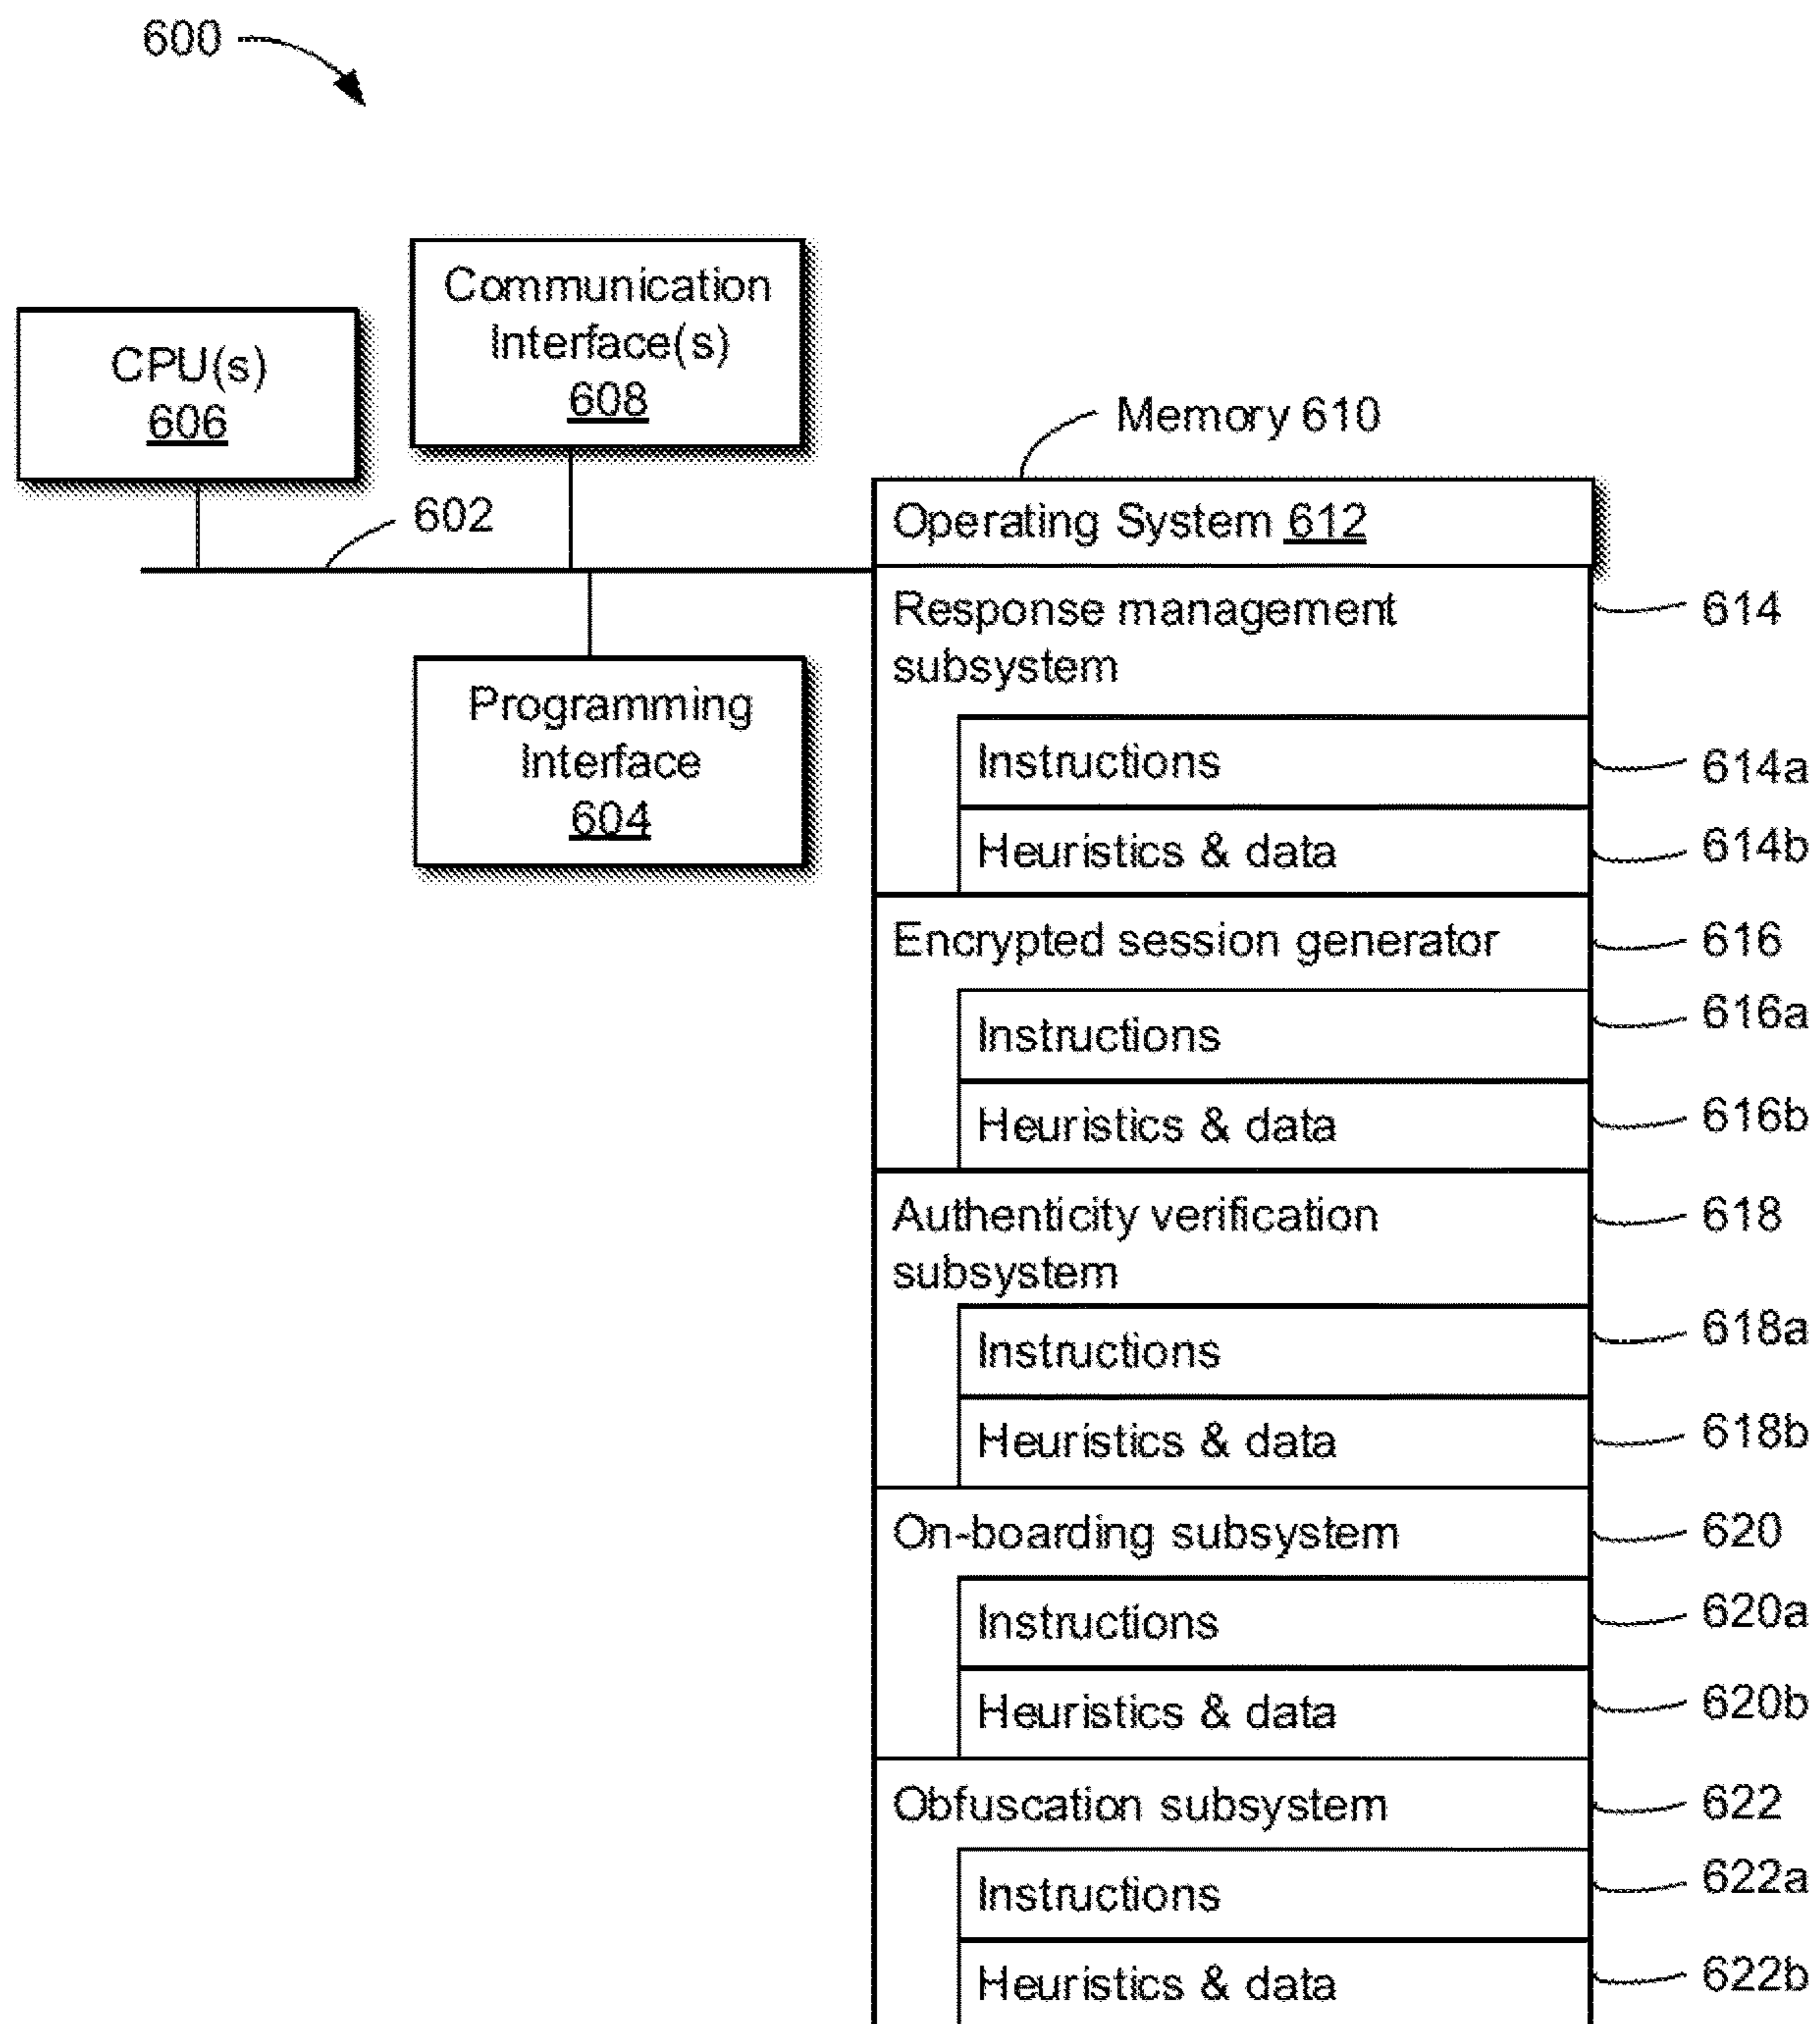 600
Communication
Interface(s)
608
CPU(s)
606
Memory 610
602
Operating System 612
Response management
subsystem
614
Programming
Interface
604
Instructions
614a
Heuristics & data
614b
Encrypted session generator
616
Instructions
616a
Heuristics & data
616b
Authenticity verification
subsystem
618
Instructions
618a
Heuristics & data
618b
On-boarding subsystem
620
Instructions
620a
Heuristics & data
620b
Obfuscation subsystem
622
Instructions
622a
Heuristics & data
622b